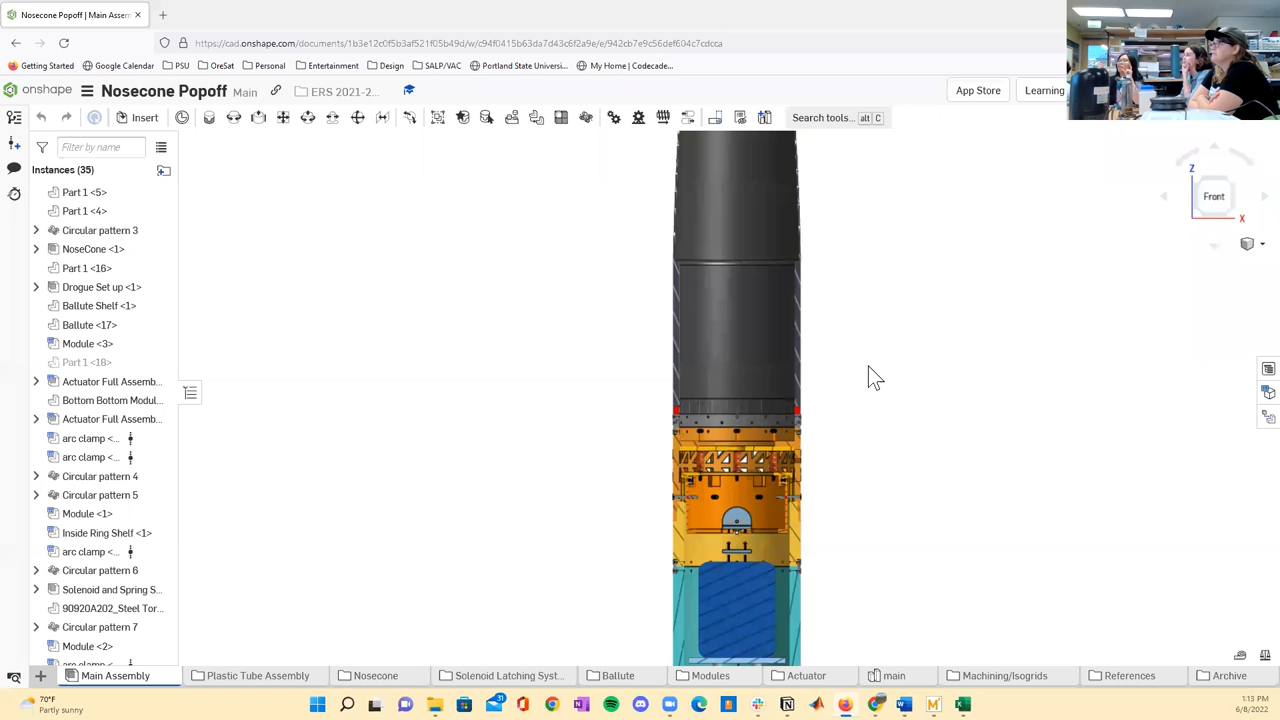 Nosecone Popoff | Main Assem
https://cad.onshape.com/documents/
Getting Started
Google Calendar
PSU
OreSat
Personal
Entertainment
Portland State Univ
My Home | Codecade...
onshape
Nosecone Popoff
Main
ERS 2021-2...
App Store
Learning
Insert
Search tools...
alt
C
Filter by name
Instances (35)
Part 1 <5>
Part 1 <4>
Circular pattern 3
NoseCone <1>
Part 1 <16>
Drogue Set up <1>
Ballute Shelf <1>
Ballute <17>
Module <3>
Part 1 <18>
Actuator Full Assemb...
Bottom Bottom Modul...
Actuator Full Assemb...
arc clamp <...
arc clamp <...
Circular pattern 4
Circular pattern 5
Module <1>
Inside Ring Shelf <1>
arc clamp <...
Circular pattern 6
Solenoid and Spring S...
90920A202_Steel Tor...
Circular pattern 7
Module <2>
Z
Front
X
Main Assembly
Plastic Tube Assembly
Nosecone
Solenoid Latching Syst...
Ballute
Modules
Actuator
main
Machining/Isogrids
References
Archive
70°F
Partly sunny
31
1:13 PM
6/8/2022